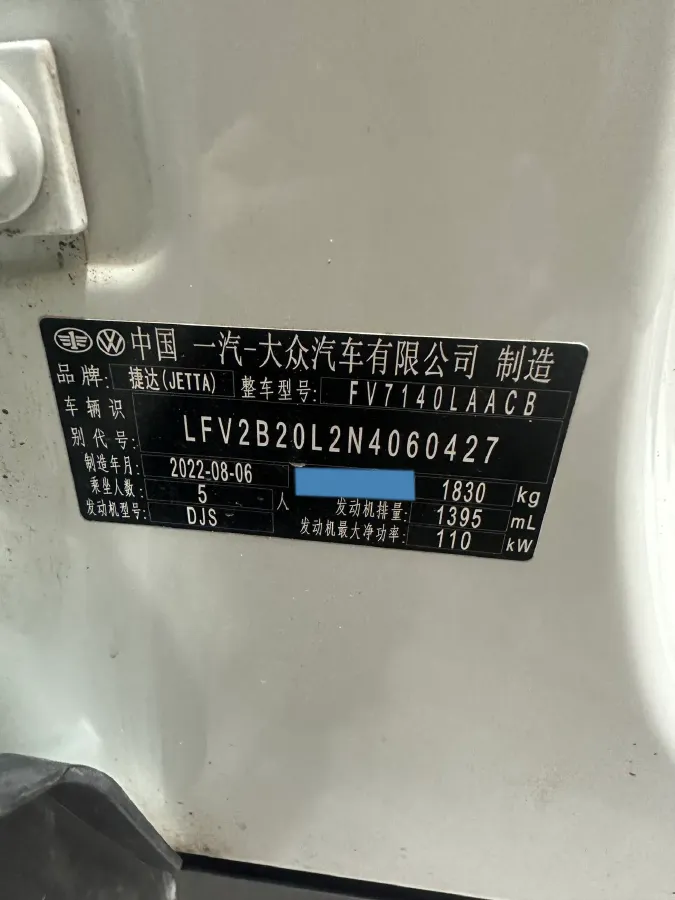 中国 一汽-大众汽车有限公司 制造
品牌: 捷达(JETTA) 整车型号: FV7140LAACB
车辆识别代号: LFV2B20L2N4060427
制造年月: 2022-08-06 1830 kg
乘坐人数: 5 人 发动机排量: 1395 mL
发动机型号: DJS 发动机最大净功率: 110 kW